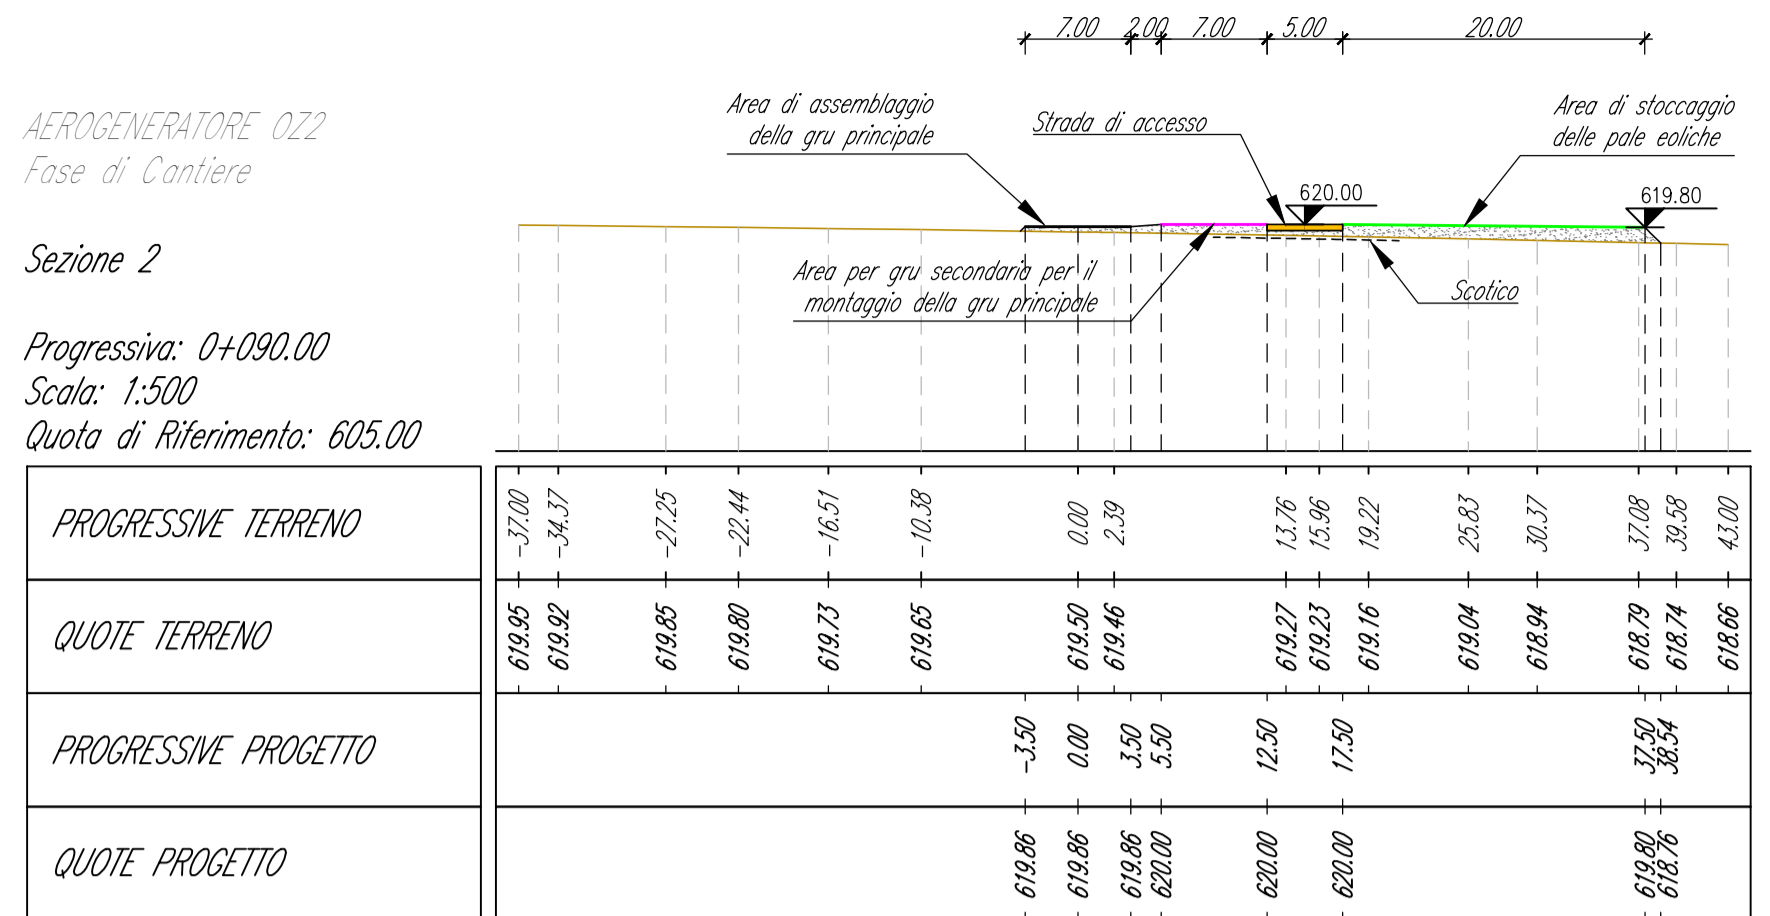 7.00 2.00 7.00 5.00 20.00
AEROGENERATORE OZ2
Fase di Cantiere
Area di assemblaggio
della gru principale
Strada di accesso
Area di stoccaggio
delle pale eoliche
620.00
619.80
Sezione 2
Area per gru secondaria per il
montaggio della gru principale
Scotico
Progressiva: 0+090.00
Scala: 1:500
Quota di Riferimento: 605.00
PROGRESSIVE TERRENO -37.00 -34.37 -27.25 -22.44 -16.51 -10.38 0.00 2.39 13.76 15.96 19.22 25.83 30.37 37.08 39.58 43.00
QUOTE TERRENO 619.95 619.92 619.85 619.80 619.73 619.65 619.50 619.46 619.27 619.23 619.16 619.04 618.94 618.79 618.74 618.66
PROGRESSIVE PROGETTO -3.50 0.00 3.50 5.50 12.50 17.50 37.50 38.54
QUOTE PROGETTO 619.86 619.86 619.86 620.00 620.00 620.00 619.80 618.76